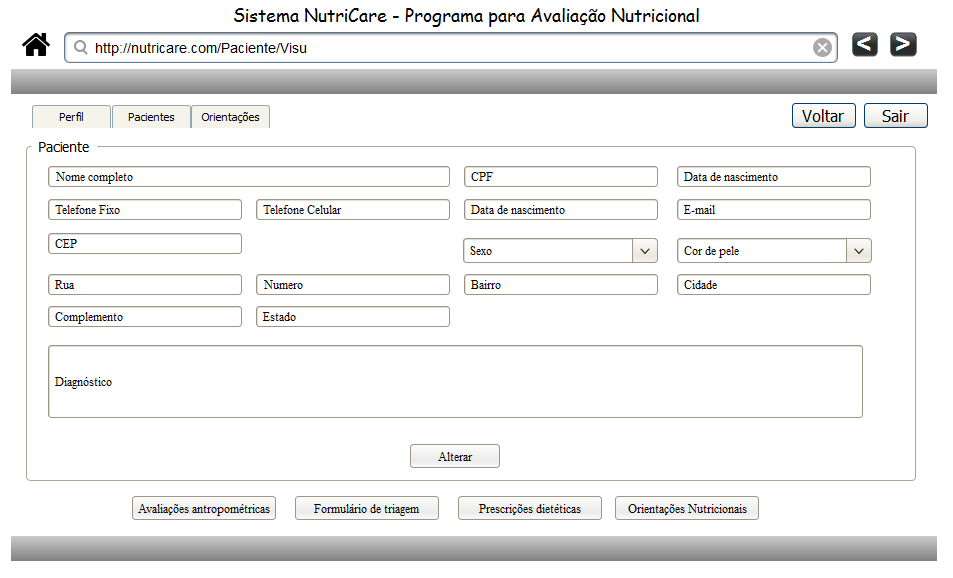 Sistema NutriCare - Programa para Avaliação Nutricional
http://nutricare.com/Paciente/Visu
< >
Perfil Pacientes Orientações Voltar Sair
Paciente
Nome completo CPF Data de nascimento
Telefone Fixo Telefone Celular Data de nascimento E-mail
CEP Sexo Cor de pele
Rua Numero Bairro Cidade
Complemento Estado
Diagnóstico
Alterar
Avaliações antropométricas Formulário de triagem Prescrições dietéticas Orientações Nutricionais